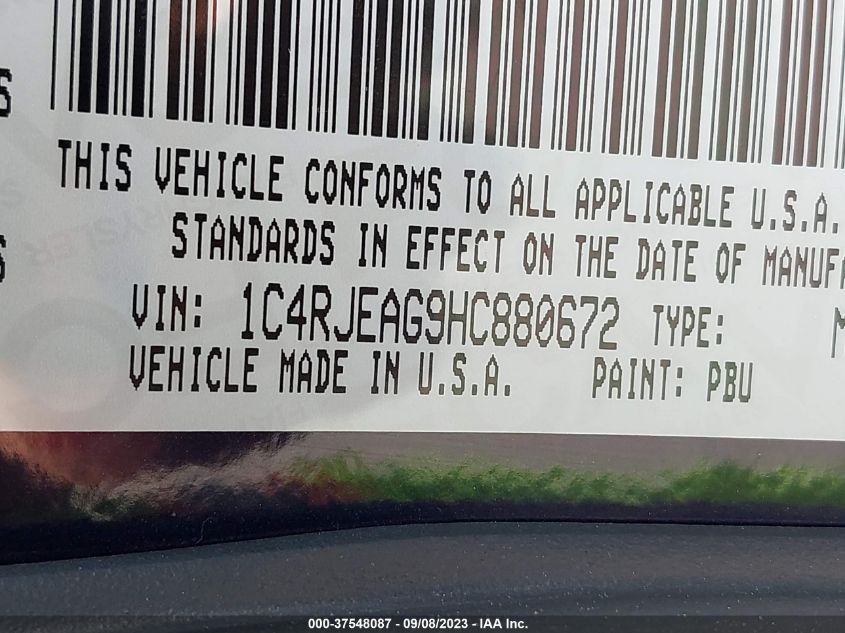 THIS VEHICLE CONFORMS TO ALL APPLICABLE U.S.A.
STANDARDS IN EFFECT ON THE DATE OF MANUFA
VIN: 1C4RJEAG9HC880672 TYPE: M
VEHICLE MADE IN U.S.A. PAINT: PBU
000-37548087 - 09/08/2023 - IAA Inc.